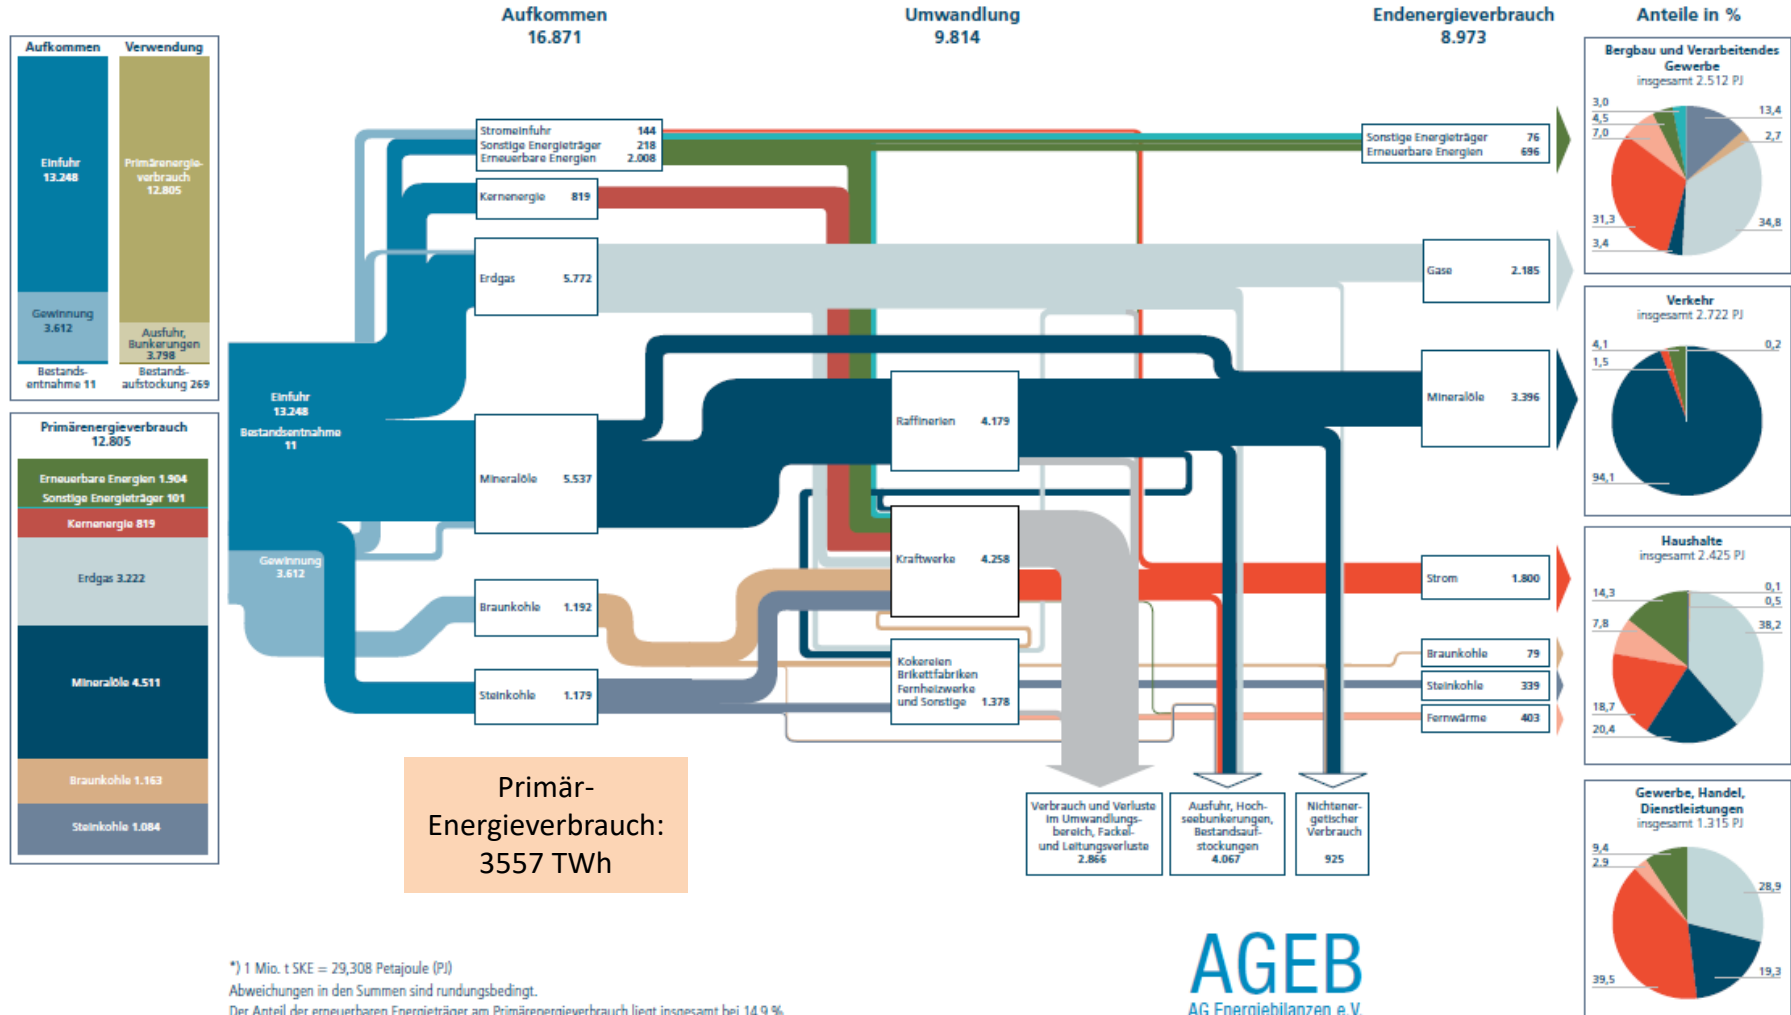 Aufkommen
16.871
Umwandlung
9.814
Endenergieverbrauch
8.973
Anteile in %
Aufkommen
Verwendung
Einfuhr
13.248
Primärenergie-
verbrauch
12.805
Gewinnung
3.612
Ausfuhr,
Bunkerungen
3.798
Bestands-
entnahme 11
Bestands-
aufstockung 269
Primärenergieverbrauch
12.805
Erneuerbare Energien 1.904
Sonstige Energieträger 101
Kernenergie 819
Erdgas 3.222
Mineralöle 4.511
Braunkohle 1.163
Steinkohle 1.084
Einfuhr
13.248
Bestandsentnahme
11
Gewinnung
3.612
Stromeinfuhr 144
Sonstige Energieträger 218
Erneuerbare Energien 2.008
Kernenergie 819
Erdgas 5.772
Mineralöle 5.537
Braunkohle 1.192
Steinkohle 1.179
Primär-
Energieverbrauch:
3557 TWh
Raffinerien 4.179
Kraftwerke 4.258
Kokereien
Brikettfabriken
Fernheizwerke
und Sonstige 1.378
Verbrauch und Verluste
im Umwandlungs-
bereich, Fackel-
und Leitungsverluste
2.866
Ausfuhr, Hoch-
seebunkerungen,
Bestandsauf-
stockungen
4.067
Nichtener-
getischer
Verbrauch
925
Sonstige Energieträger 76
Erneuerbare Energien 696
Gase 2.185
Mineralöle 3.396
Strom 1.800
Braunkohle 79
Steinkohle 339
Fernwärme 403
Bergbau und Verarbeitendes
Gewerbe
insgesamt 2.512 PJ
3,0
4,5
7,0
13,4
2,7
31,3
3,4
34,8
Verkehr
insgesamt 2.722 PJ
4,1
1,5
0,2
94,1
Haushalte
insgesamt 2.425 PJ
14,3
7,8
0,1
0,5
38,2
18,7
20,4
Gewerbe, Handel,
Dienstleistungen
insgesamt 1.315 PJ
9,4
2,9
28,9
39,5
19,3
*) 1 Mio. t SKE = 29,308 Petajoule (PJ)
Abweichungen in den Summen sind rundungsbedingt.
Der Anteil der erneuerbaren Energieträger am Primärenergieverbrauch liegt insgesamt bei 14,9 %
AGEB
AG Energiebilanzen e.V.